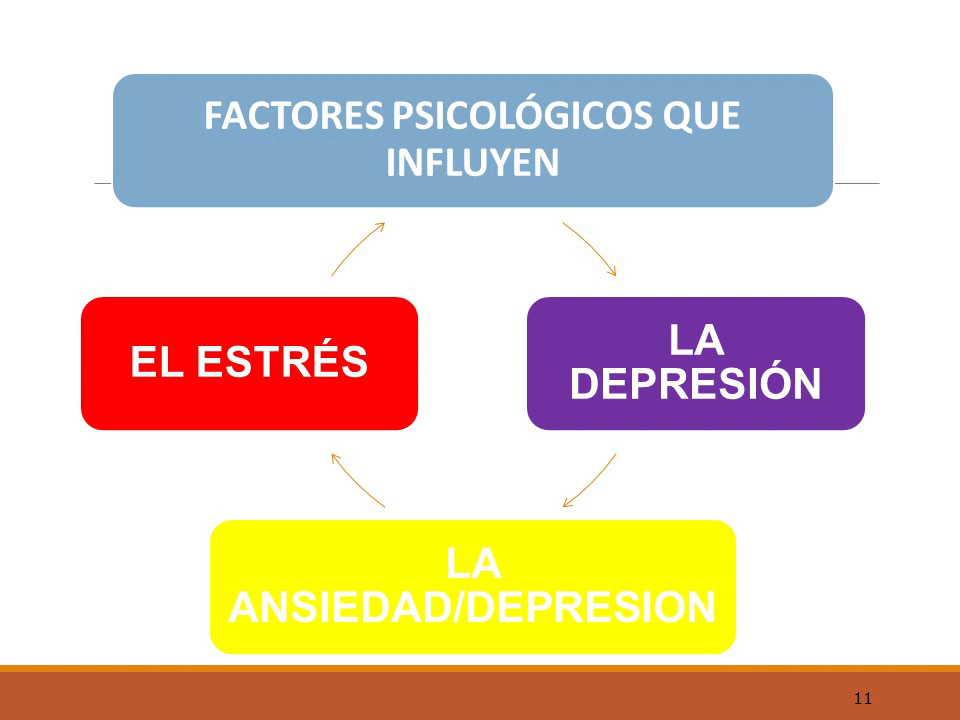 FACTORES PSICOLÓGICOS QUE
INFLUYEN
EL ESTRÉS
LA
DEPRESIÓN
LA
ANSIEDAD/DEPRESION
11